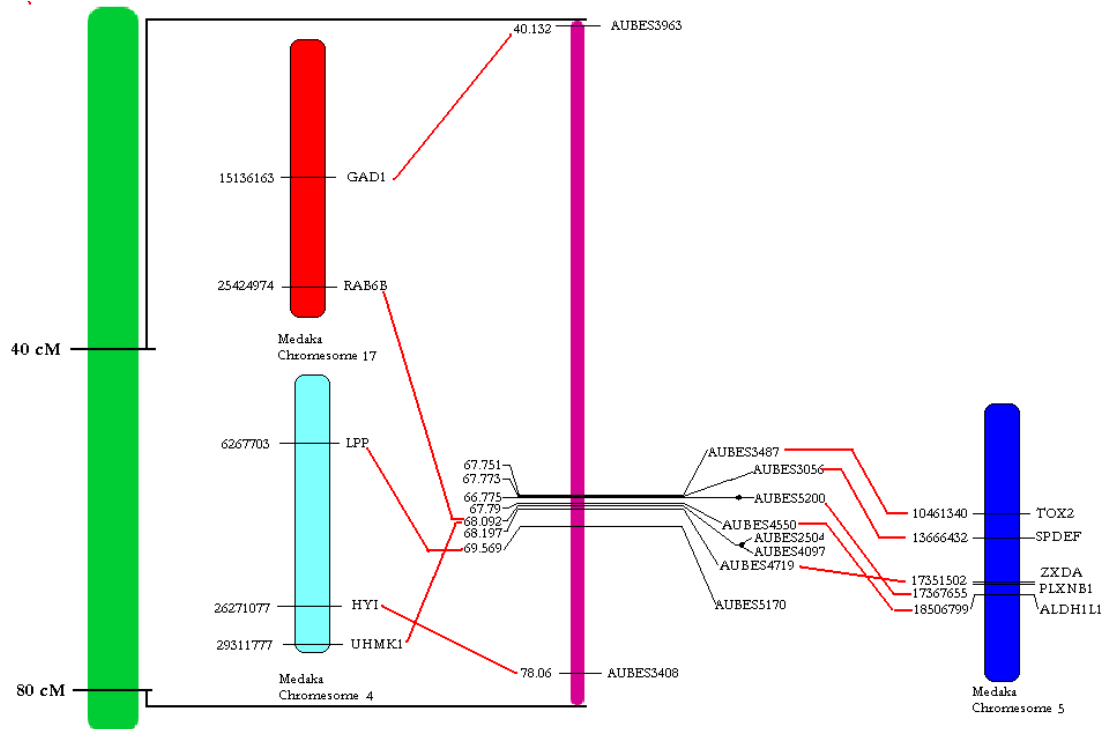 40.132
AUBES3963
15136163
GAD1
25424974
RAB6B
Medaka
Chromesome 17
40 cM
6267703
LPP
26271077
HYI
29311777
UHMK1
Medaka
Chromesome 4
80 cM
67.751
67.773
66.775
67.79
68.092
68.197
69.569
78.06
AUBES3408
AUBES3487
AUBES3056
AUBES5200
AUBES4550
AUBES2504
AUBES4097
AUBES4719
AUBES5170
10461340
TOX2
13666432
SPDEF
17351502
ZXDA
17367655
PLXNB1
18506799
ALDH1L1
Medaka
Chromesome 5